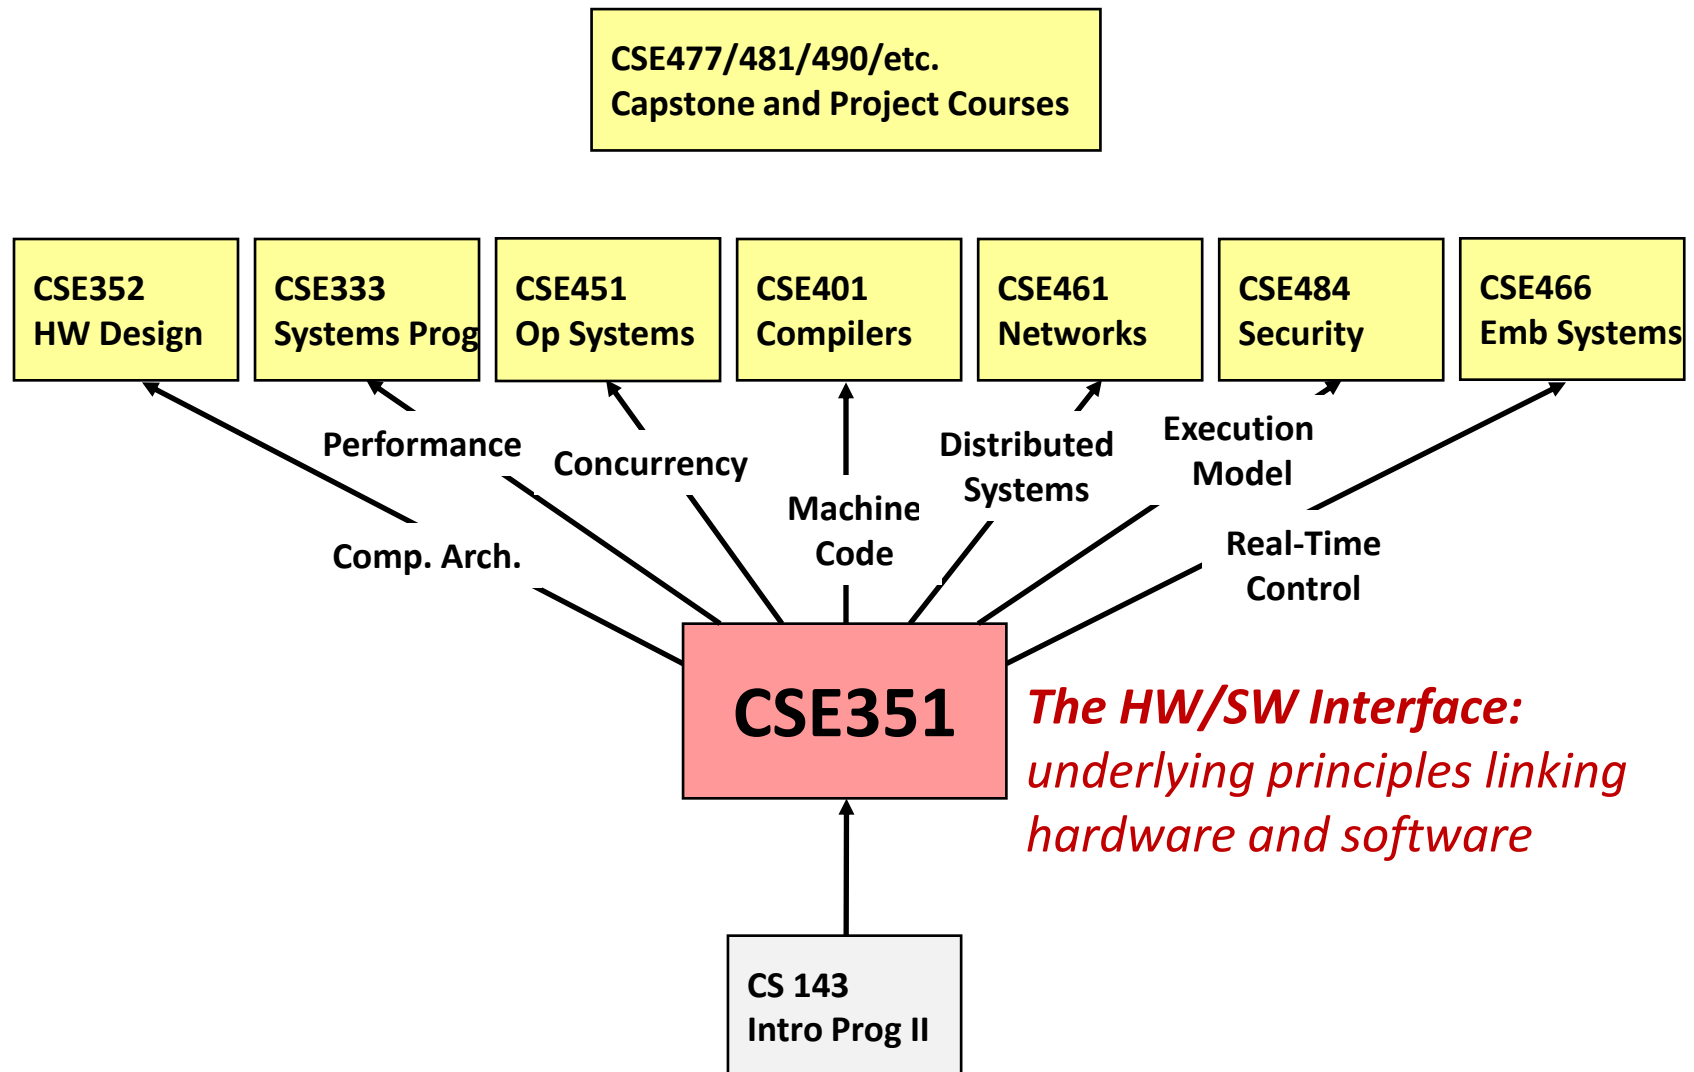 CSE477/481/490/etc.
Capstone and Project Courses
CSE352
HW Design
CSE333
Systems Prog
CSE451
Op Systems
CSE401
Compilers
CSE461
Networks
CSE484
Security
CSE466
Emb Systems
Performance
Concurrency
Distributed
Systems
Execution
Model
Machine
Code
Comp. Arch.
Real-Time
Control
CSE351
The HW/SW Interface:
underlying principles linking
hardware and software
CS 143
Intro Prog II